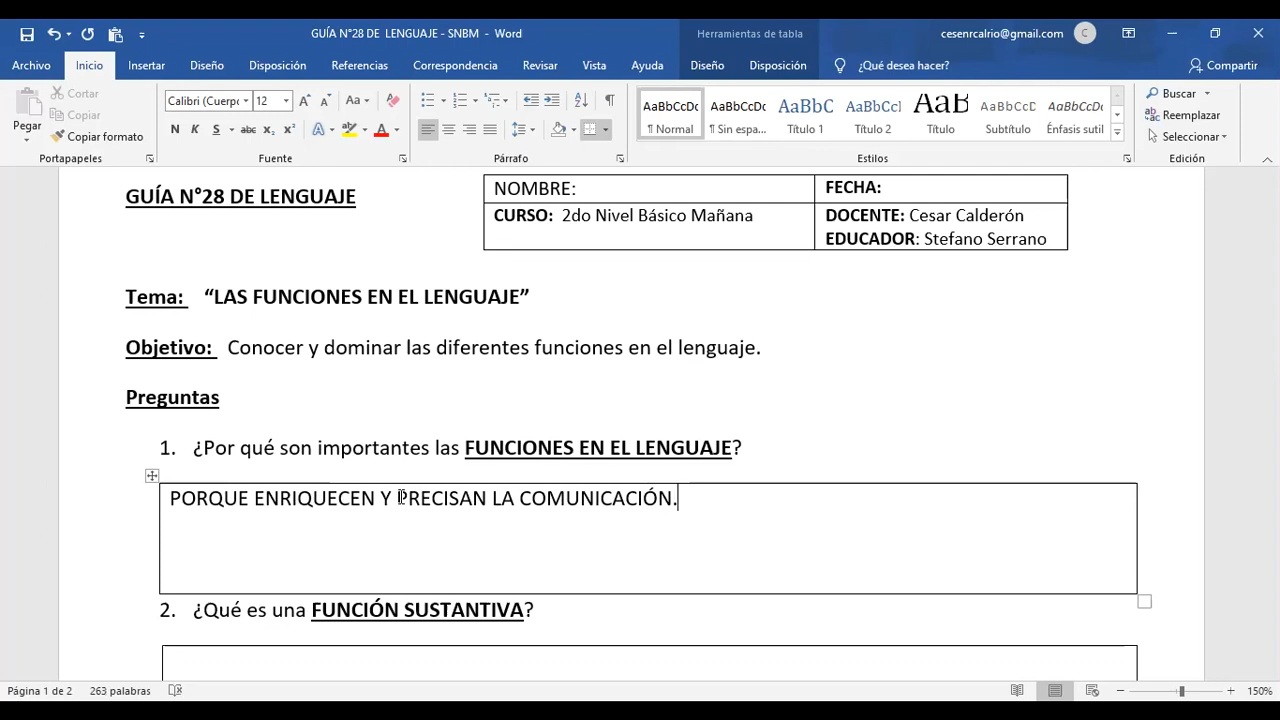 GUÍA N°28 DE LENGUAJE - SNBM - Word
Herramientas de tabla
cesenrcalrio@gmail.com
C
Archivo
Inicio
Insertar
Diseño
Disposición
Referencias
Correspondencia
Revisar
Vista
Ayuda
Diseño
Disposición
¿Qué desea hacer?
Compartir
Pegar
Cortar
Copiar
Copiar formato
Portapapeles
Calibri (Cuerpo
12
Fuente
Párrafo
AaBbCcDc
¶ Normal
AaBbCcDc
¶ Sin espa...
AaBbC
Título 1
AaBbCcI
Título 2
AaB
Título
AaBbCcD
Subtítulo
AaBbCcDc
Énfasis sutil
Estilos
Buscar
Reemplazar
Seleccionar
Edición
GUÍA N°28 DE LENGUAJE
NOMBRE:
FECHA:
CURSO: 2do Nivel Básico Mañana
DOCENTE: Cesar Calderón
EDUCADOR: Stefano Serrano
Tema: “LAS FUNCIONES EN EL LENGUAJE”
Objetivo: Conocer y dominar las diferentes funciones en el lenguaje.
Preguntas
1. ¿Por qué son importantes las FUNCIONES EN EL LENGUAJE?
PORQUE ENRIQUECEN Y PRECISAN LA COMUNICACIÓN.
2. ¿Qué es una FUNCIÓN SUSTANTIVA?
Página 1 de 2
263 palabras
150%